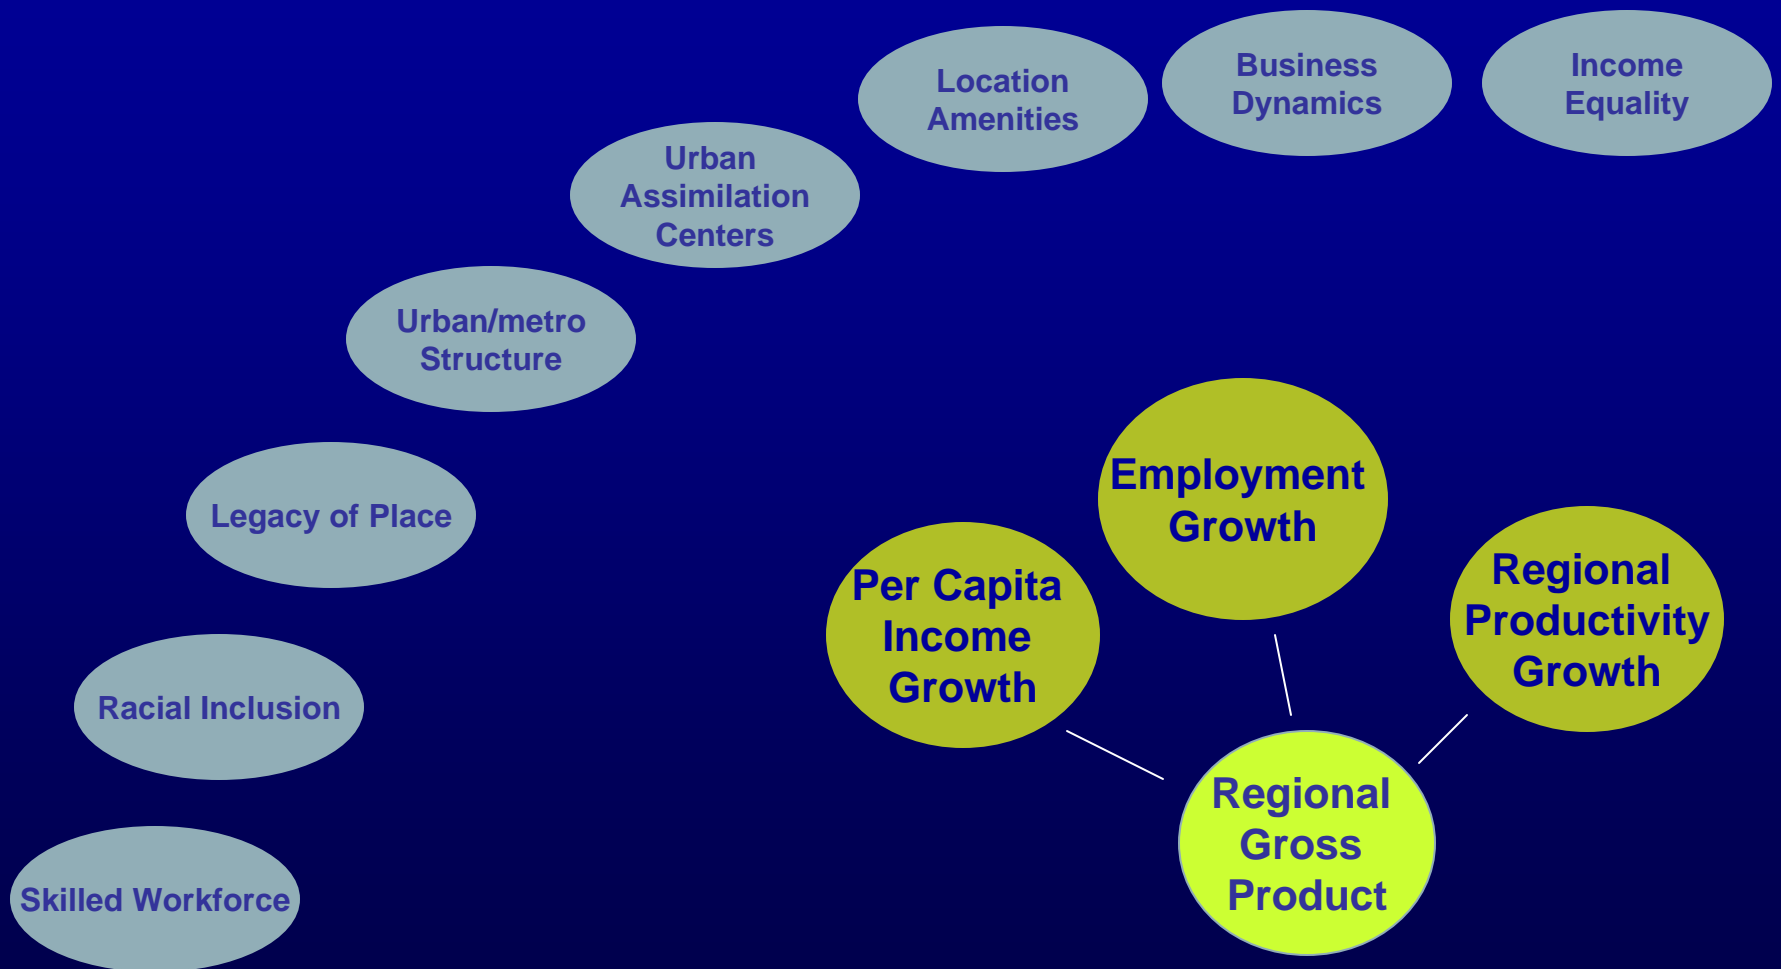 Location
Amenities
Business
Dynamics
Income
Equality
Urban
Assimilation
Centers
Urban/metro
Structure
Legacy of Place
Racial Inclusion
Skilled Workforce
Employment
Growth
Per Capita
Income
Growth
Regional
Productivity
Growth
Regional
Gross
Product